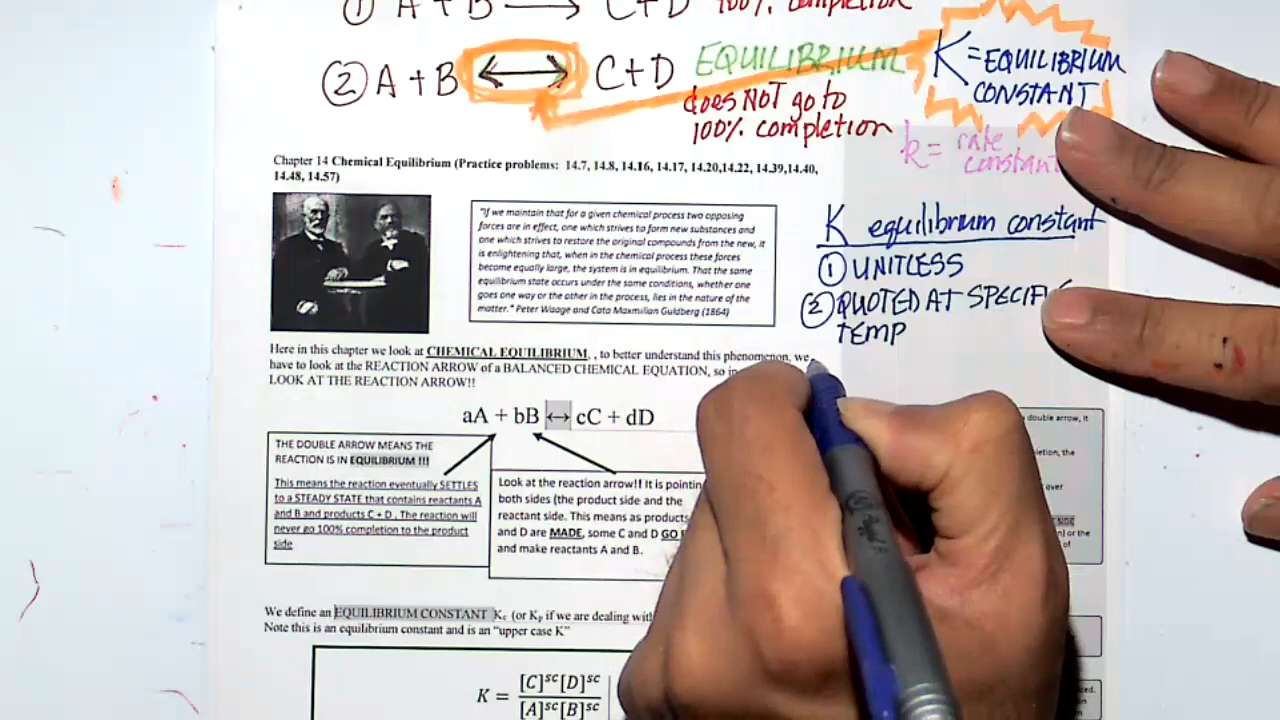 ① A + B → C + D 100% completion
② A + B ↔ C + D EQUILIBRIUM
does NOT go to
100% completion
K = EQUILIBRIUM
CONSTANT
k = rate
constant
Chapter 14 Chemical Equilibrium (Practice problems: 14.7, 14.8, 14.16, 14.17, 14.20,14.22, 14.39,14.40,
14.48, 14.57)
"If we maintain that for a given chemical process two opposing
forces are in effect, one which strives to form new substances and
one which strives to restore the original compounds from the new, it
is enlightening that, when in the chemical process these forces
become equally large, the system is in equilibrium. That the same
equilibrium state occurs under the same conditions, whether one
goes one way or the other in the process, lies in the nature of the
matter." Peter Waage and Cato Maxmilian Guldberg (1864)
K equilibrium constant
① UNITLESS
② QUOTED AT SPECIFIC
TEMP
Here in this chapter we look at CHEMICAL EQUILIBRIUM, , to better understand this phenomenon, we
have to look at the REACTION ARROW of a BALANCED CHEMICAL EQUATION, so
LOOK AT THE REACTION ARROW!!
aA + bB ↔ cC + dD
THE DOUBLE ARROW MEANS THE
REACTION IS IN EQUILIBRIUM !!!
This means the reaction eventually SETTLES
to a STEADY STATE that contains reactants A
and B and products C + D . The reaction will
never go 100% completion to the product
side
Look at the reaction arrow!! It is pointin
both sides (the product side and the
reactant side. This means as products
and D are MADE, some C and D GO
and make reactants A and B.
double arrow, it
etion, the
over
side
n) or the
of
We define an EQUILIBRIUM CONSTANT Kc (or Kp if we are dealing with
Note this is an equilibrium constant and is an "upper case K"
K = [C]^sc[D]^sc / [A]^sc[B]^sc